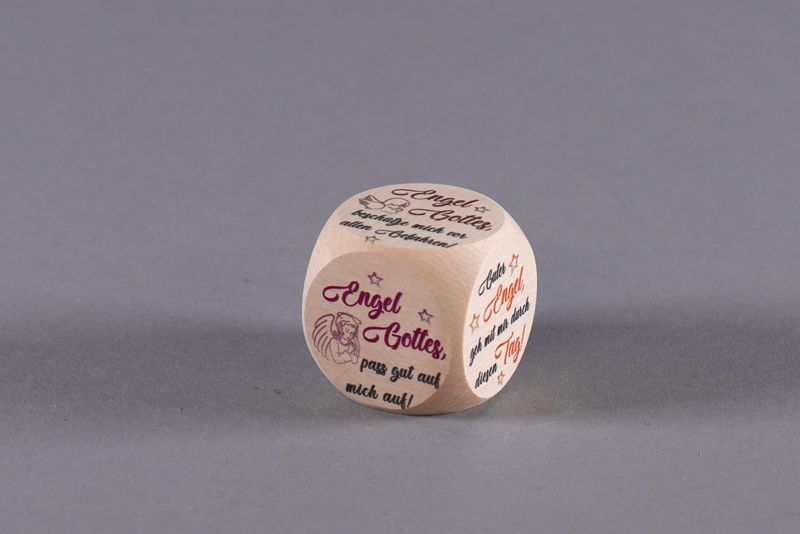 Engel
Gottes
beschütze mich vor
allen Gefahren!
Engel
Gottes,
pass gut auf
mich auf!
Guter
Engel,
geh mit mir durch
diesen Tag!